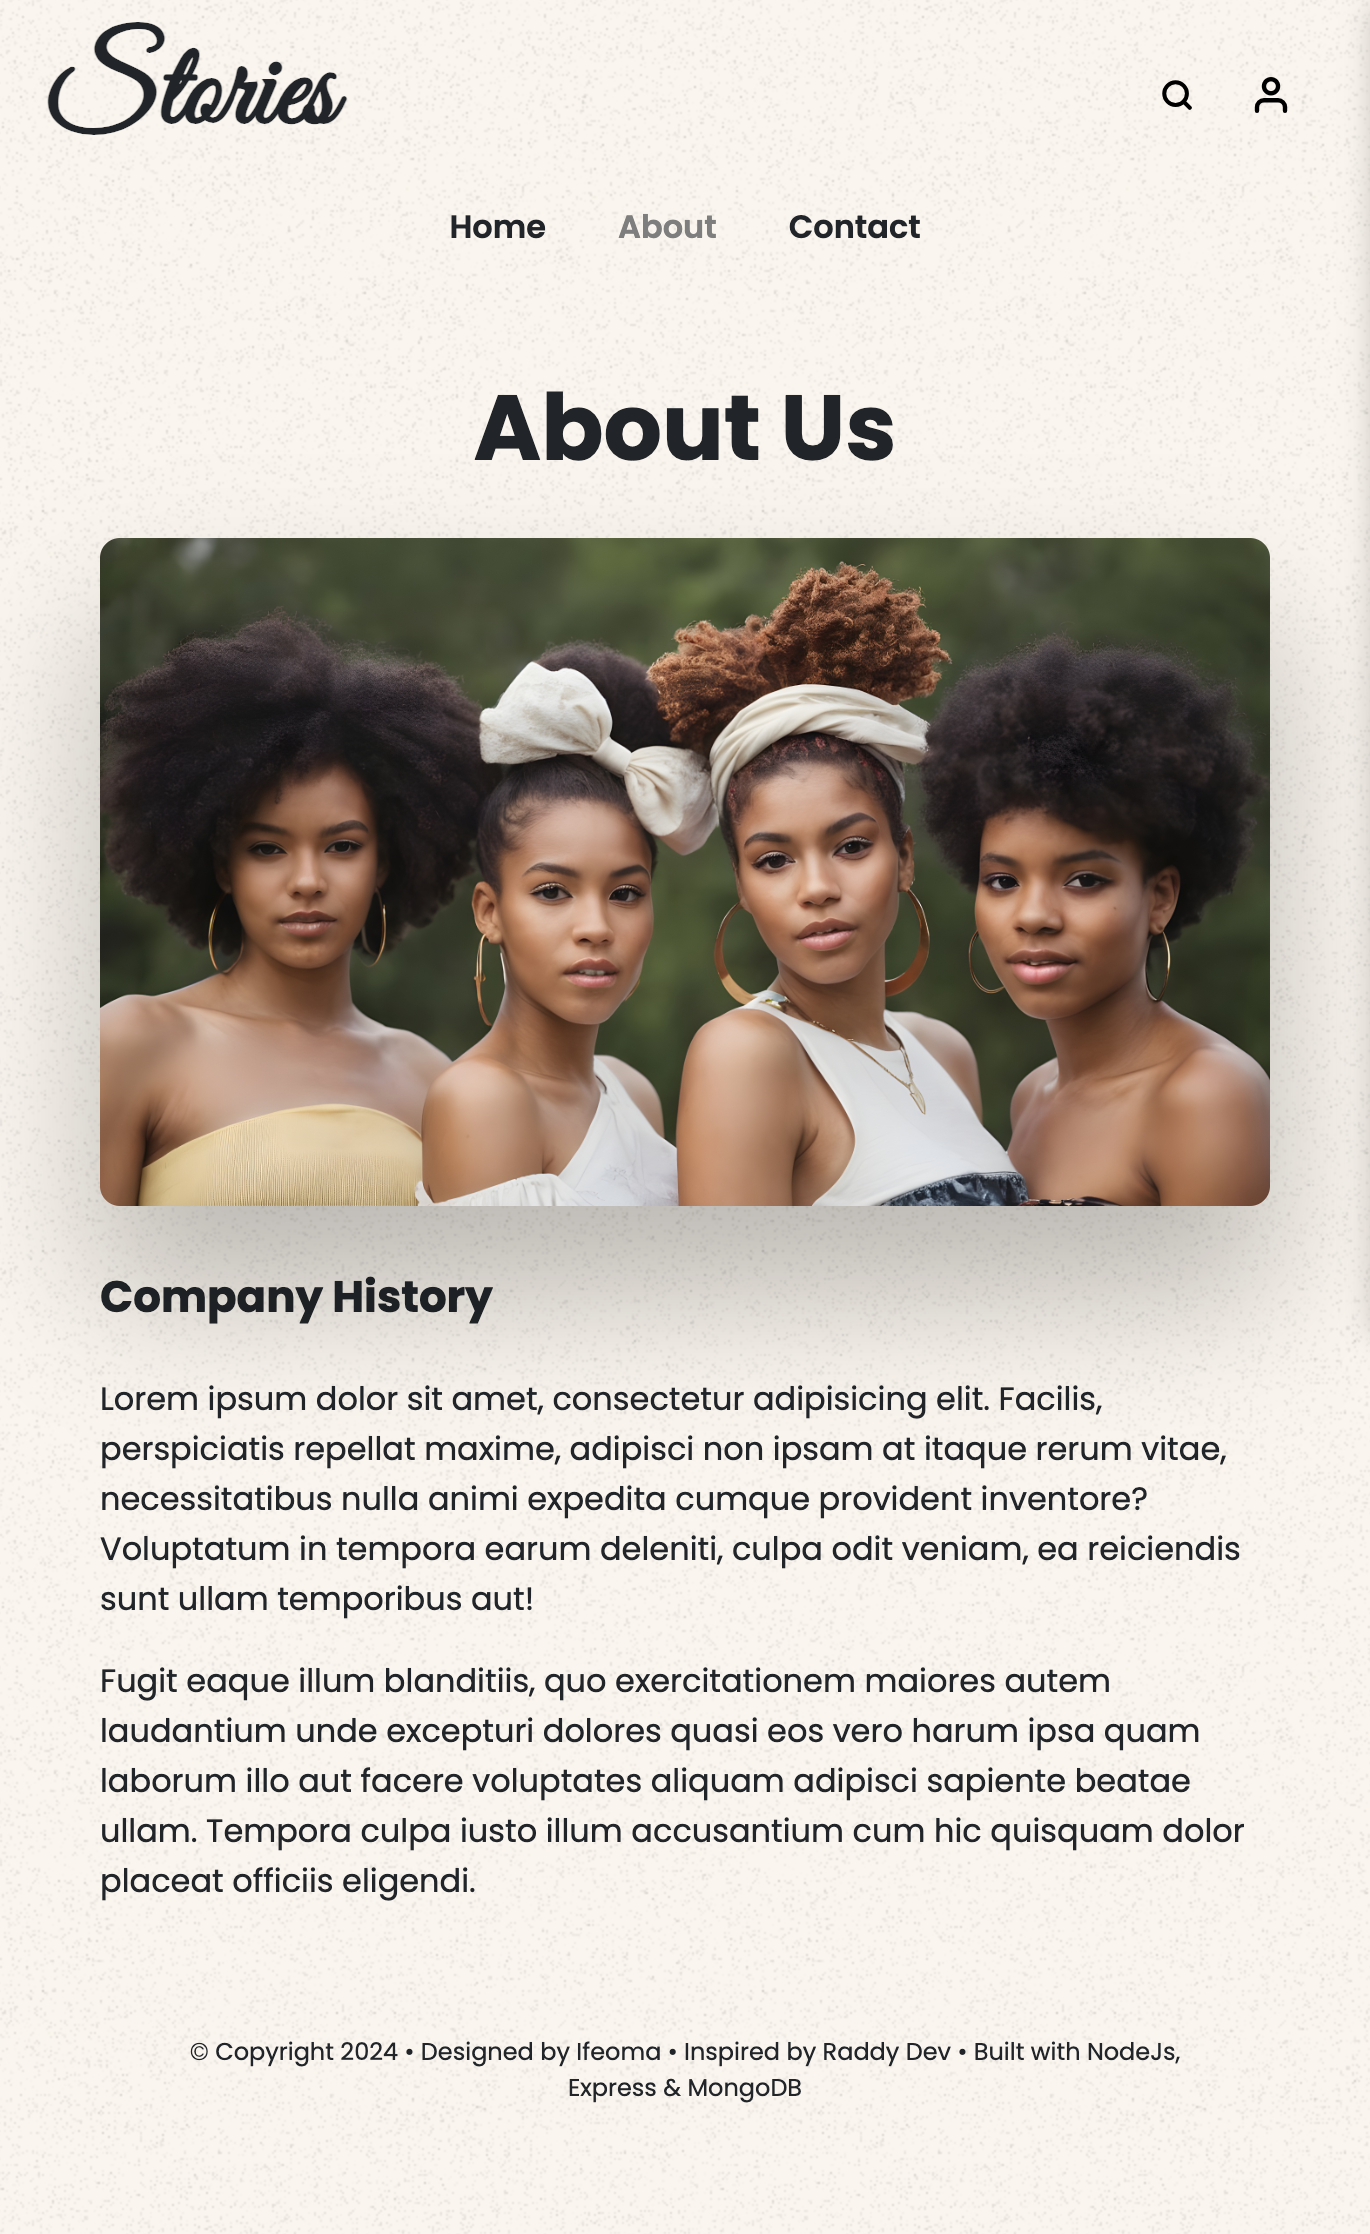 Stories
Home About Contact
About Us
Company History
Lorem ipsum dolor sit amet, consectetur adipisicing elit. Facilis,
perspiciatis repellat maxime, adipisci non ipsam at itaque rerum vitae,
necessitatibus nulla animi expedita cumque provident inventore?
Voluptatum in tempora earum deleniti, culpa odit veniam, ea reiciendis
sunt ullam temporibus aut!
Fugit eaque illum blanditiis, quo exercitationem maiores autem
laudantium unde excepturi dolores quasi eos vero harum ipsa quam
laborum illo aut facere voluptates aliquam adipisci sapiente beatae
ullam. Tempora culpa iusto illum accusantium cum hic quisquam dolor
placeat officiis eligendi.
© Copyright 2024 • Designed by Ifeoma • Inspired by Raddy Dev • Built with NodeJs,
Express & MongoDB